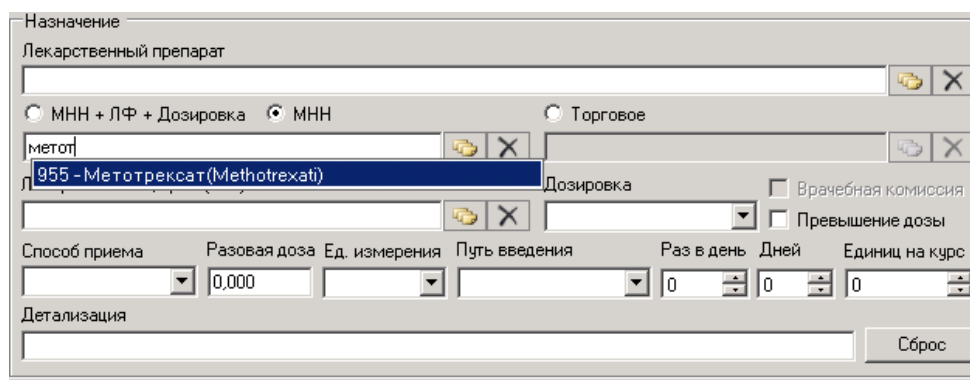 Назначение
Лекарственный препарат
МНН + ЛФ + Дозировка МНН Торговое
метот
955 - Метотрексат(Methotrexati)
Дозировка Врачебная комиссия
Превышение дозы
Способ приема Разовая доза Ед. измерения Путь введения Раз в день Дней Единиц на курс
0,000 0 0 0
Детализация
Сброс